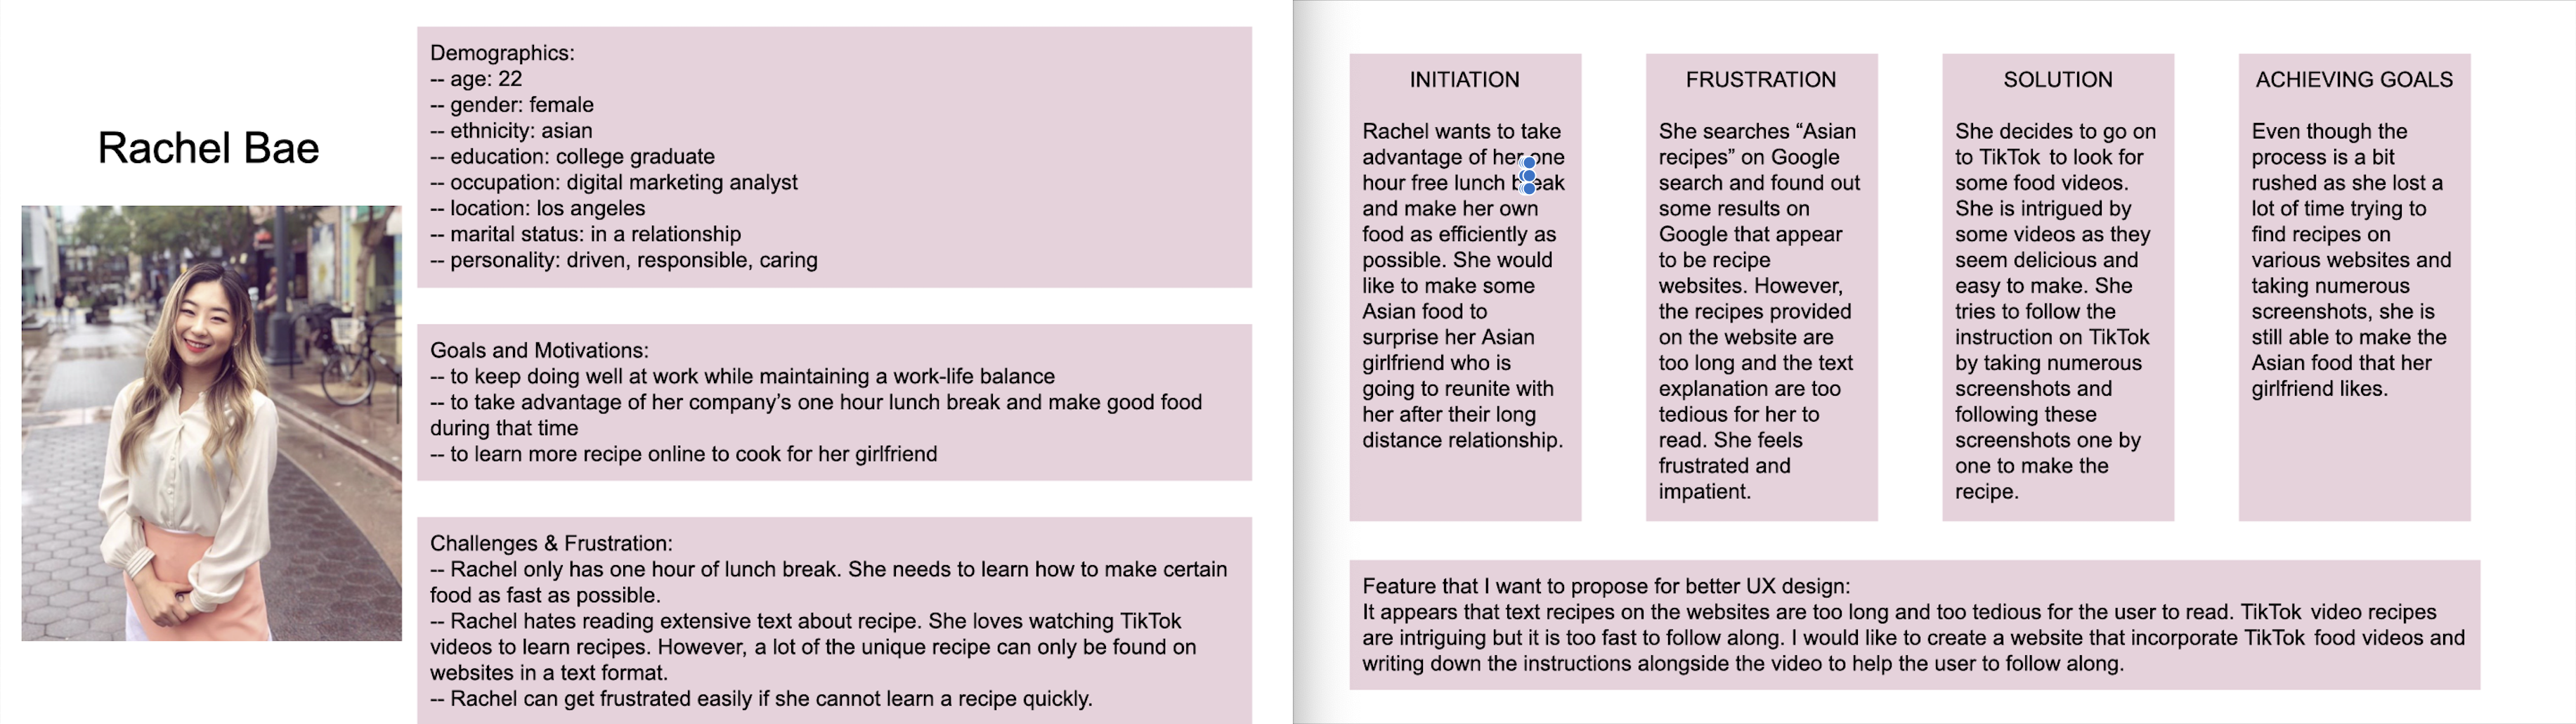 Rachel Bae
Demographics:
-- age: 22
-- gender: female
-- ethnicity: asian
-- education: college graduate
-- occupation: digital marketing analyst
-- location: los angeles
-- marital status: in a relationship
-- personality: driven, responsible, caring
Goals and Motivations:
-- to keep doing well at work while maintaining a work-life balance
-- to take advantage of her company’s one hour lunch break and make good food
during that time
-- to learn more recipe online to cook for her girlfriend
Challenges & Frustration:
-- Rachel only has one hour of lunch break. She needs to learn how to make certain
food as fast as possible.
-- Rachel hates reading extensive text about recipe. She loves watching TikTok
videos to learn recipes. However, a lot of the unique recipe can only be found on
websites in a text format.
-- Rachel can get frustrated easily if she cannot learn a recipe quickly.
INITIATION
Rachel wants to take
advantage of her one
hour free lunch break
and make her own
food as efficiently as
possible. She would
like to make some
Asian food to
surprise her Asian
girlfriend who is
going to reunite with
her after their long
distance relationship.
FRUSTRATION
She searches “Asian
recipes” on Google
search and found out
some results on
Google that appear
to be recipe
websites. However,
the recipes provided
on the website are
too long and the text
explanation are too
tedious for her to
read. She feels
frustrated and
impatient.
SOLUTION
She decides to go on
to TikTok to look for
some food videos.
She is intrigued by
some videos as they
seem delicious and
easy to make. She
tries to follow the
instruction on TikTok
by taking numerous
screenshots and
following these
screenshots one by
one to make the
recipe.
ACHIEVING GOALS
Even though the
process is a bit
rushed as she lost a
lot of time trying to
find recipes on
various websites and
taking numerous
screenshots, she is
still able to make the
Asian food that her
girlfriend likes.
Feature that I want to propose for better UX design:
It appears that text recipes on the websites are too long and too tedious for the user to read. TikTok video recipes
are intriguing but it is too fast to follow along. I would like to create a website that incorporate TikTok food videos and
writing down the instructions alongside the video to help the user to follow along.